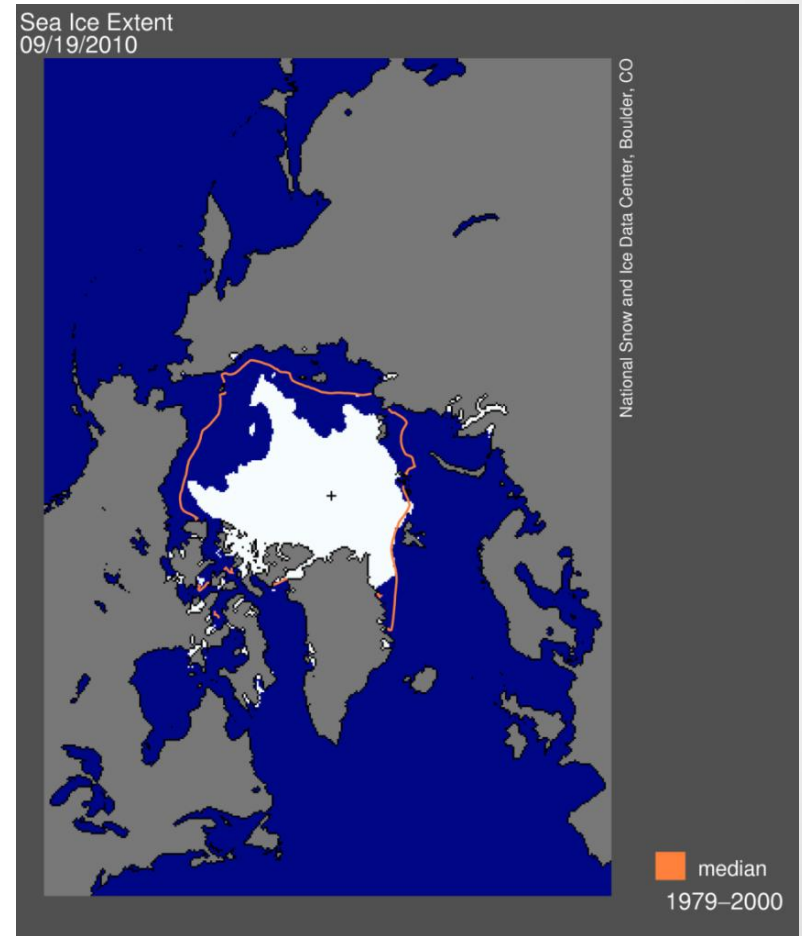 Sea Ice Extent
09/19/2010
National Snow and Ice Data Center, Boulder, CO
median
1979–2000